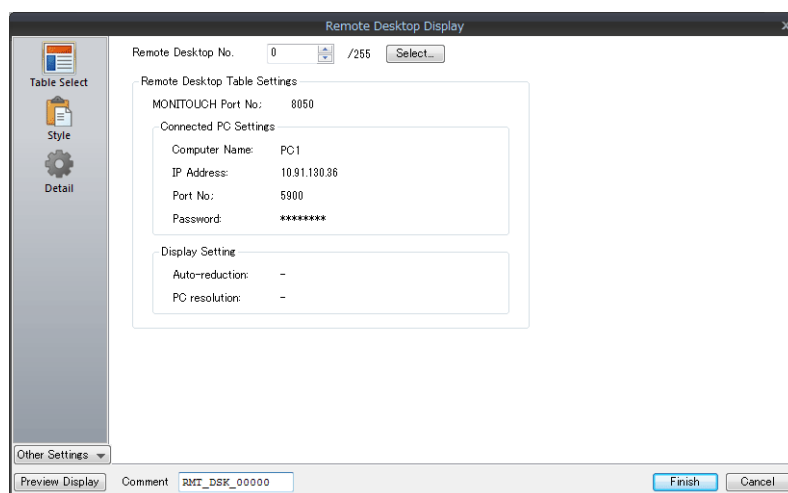 Remote Desktop Display
Table Select
Style
Detail
Other Settings
Remote Desktop No. 0 /255 Select...
Remote Desktop Table Settings
MONITOUCH Port No.: 8050
Connected PC Settings
Computer Name: PC1
IP Address: 10.91.130.36
Port No.: 5900
Password: ********
Display Setting
Auto-reduction: -
PC resolution: -
Preview Display Comment RMT_DSK_00000 Finish Cancel